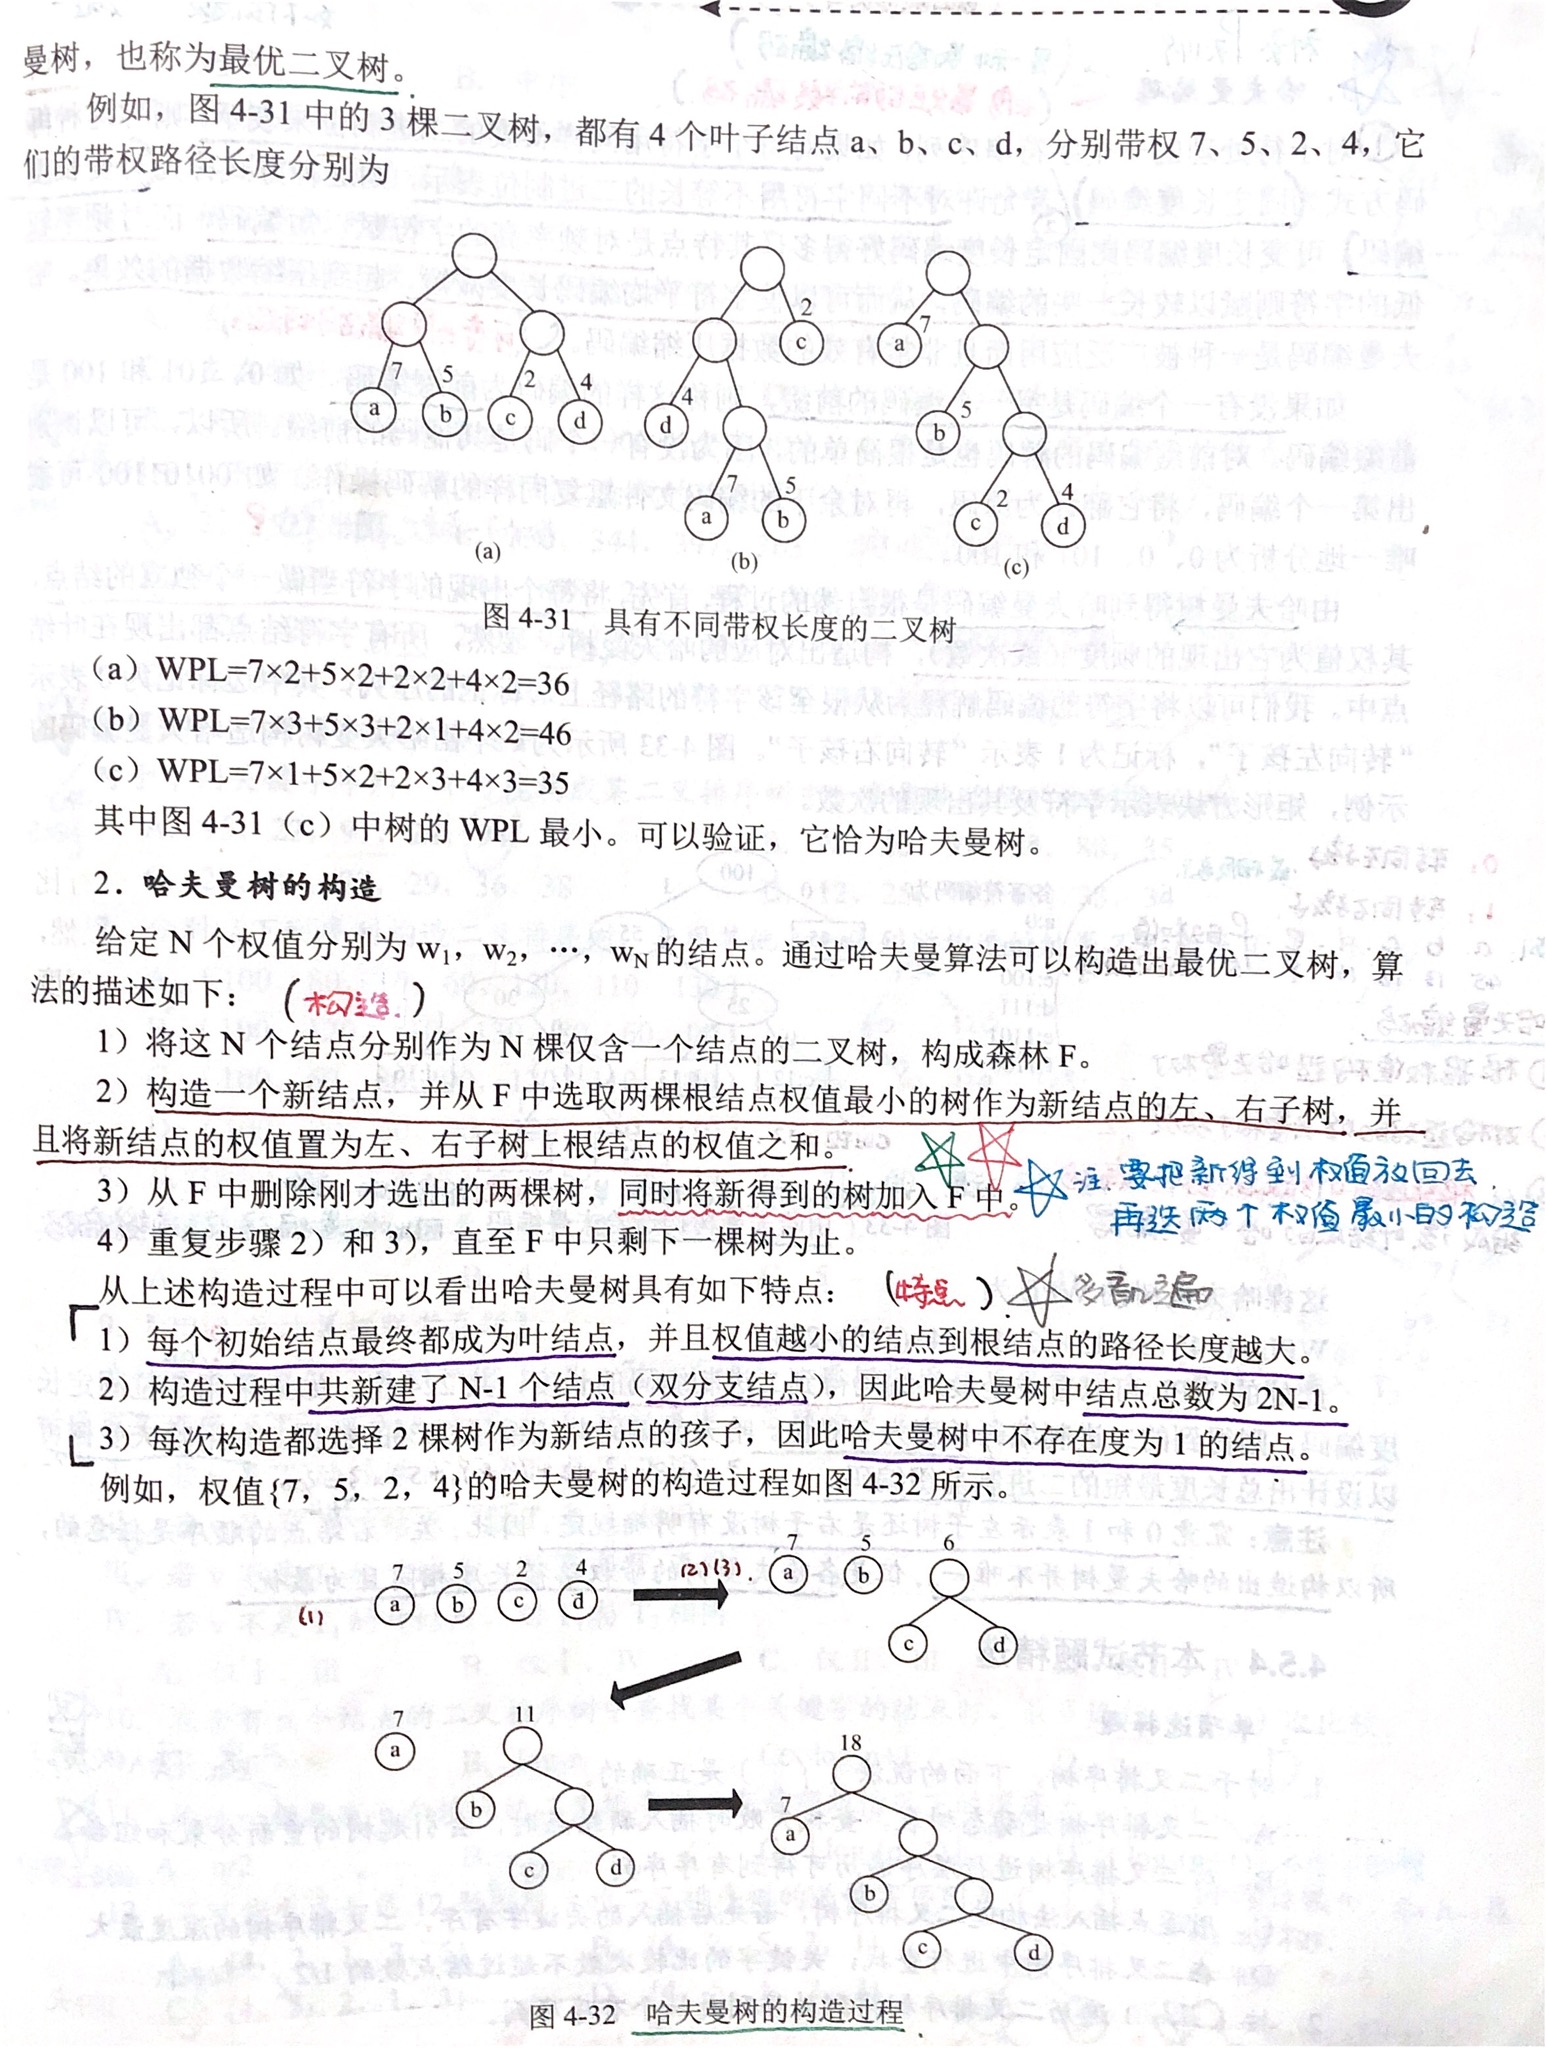 曼树，也称为最优二叉树。
例如，图 4-31 中的 3 棵二叉树，都有 4 个叶子结点 a、b、c、d，分别带权 7、5、2、4，它
们的带权路径长度分别为
2
7
7 5 2 4
a b c d
c
4
d
7 5
a b
a
5
b
2 4
c d
(a)
(b)
(c)
图 4-31 具有不同带权长度的二叉树
（a）WPL=7×2+5×2+2×2+4×2=36
（b）WPL=7×3+5×3+2×1+4×2=46
（c）WPL=7×1+5×2+2×3+4×3=35
其中图 4-31（c）中树的 WPL 最小。可以验证，它恰为哈夫曼树。
2．哈夫曼树的构造
给定 N 个权值分别为 w₁，w₂，…，wN 的结点。通过哈夫曼算法可以构造出最优二叉树，算
法的描述如下： （构造）
1）将这 N 个结点分别作为 N 棵仅含一个结点的二叉树，构成森林 F。
2）构造一个新结点，并从 F 中选取两棵根结点权值最小的树作为新结点的左、右子树，并
且将新结点的权值置为左、右子树上根结点的权值之和。
3）从 F 中删除刚才选出的两棵树，同时将新得到的树加入 F 中。
注：要把新得到权值放回去
再选两个权值最小的构造
4）重复步骤 2）和 3），直至 F 中只剩下一棵树为止。
从上述构造过程中可以看出哈夫曼树具有如下特点： （特点）
1）每个初始结点最终都成为叶结点，并且权值越小的结点到根结点的路径长度越大。
2）构造过程中共新建了 N-1 个结点（双分支结点），因此哈夫曼树中结点总数为 2N-1。
3）每次构造都选择 2 棵树作为新结点的孩子，因此哈夫曼树中不存在度为 1 的结点。
例如，权值{7，5，2，4}的哈夫曼树的构造过程如图 4-32 所示。
7 5 2 4
a b c d
(1)
(2)(3).
7 5 6
a b
c d
7 11
a
b
c d
18
7
a
b
c d
图 4-32 哈夫曼树的构造过程